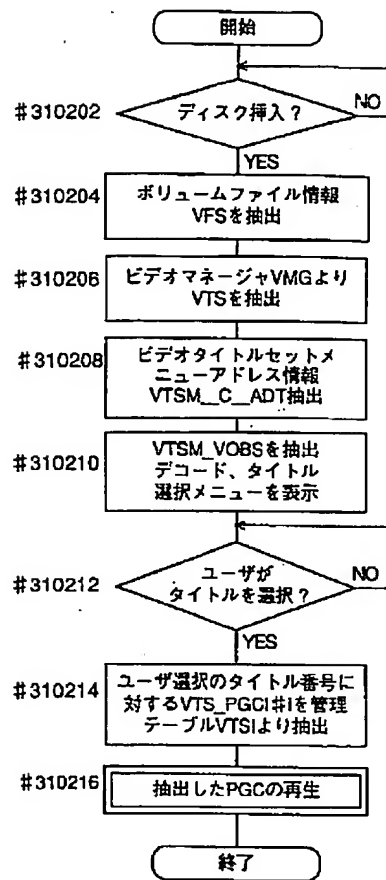 開始
#310202
ディスク挿入?
NO
YES
#310204
ボリュームファイル情報
VFSを抽出
#310206
ビデオマネージャVMGより
VTSを抽出
#310208
ビデオタイトルセットメ
ニューアドレス情報
VTSM__C__ADT抽出
#310210
VTSM_VOBSを抽出
デコード、タイトル
選択メニューを表示
#310212
ユーザが
タイトルを選択?
NO
YES
#310214
ユーザ選択のタイトル番号に
対するVTS_PGCI#iを管理
テーブルVTSIより抽出
#310216
抽出したPGCの再生
終了